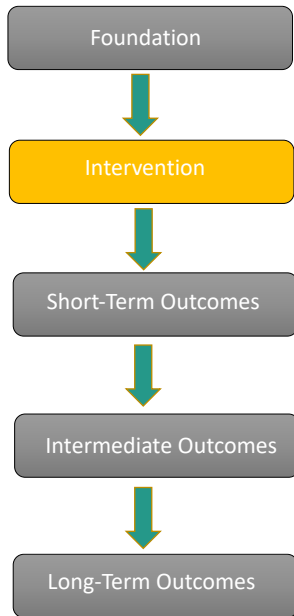 Foundation
Intervention
Short-Term Outcomes
Intermediate Outcomes
Long-Term Outcomes